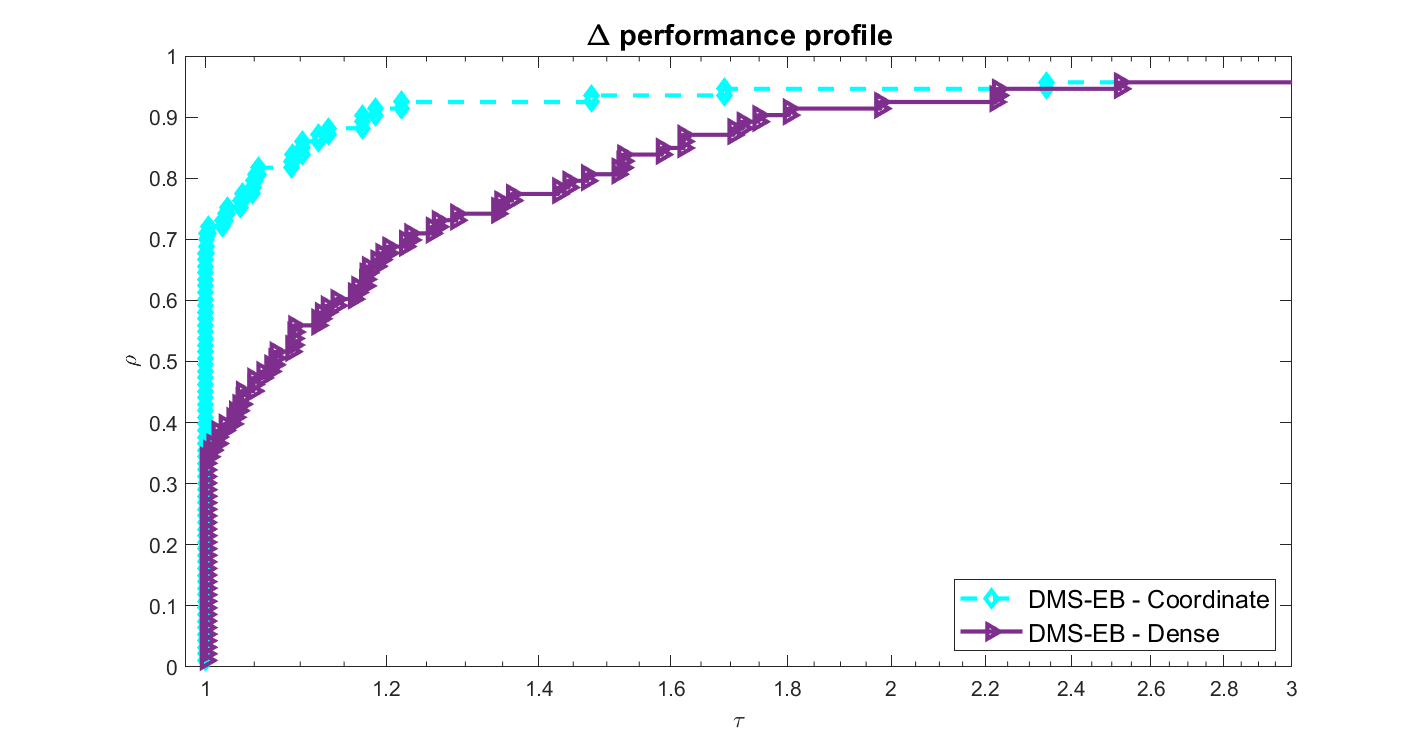 Δ performance profile
1
0.9
0.8
0.7
0.6
0.5
0.4
0.3
0.2
0.1
0
ρ
1 1.2 1.4 1.6 1.8 2 2.2 2.4 2.6 2.8 3
τ
DMS-EB - Coordinate
DMS-EB - Dense